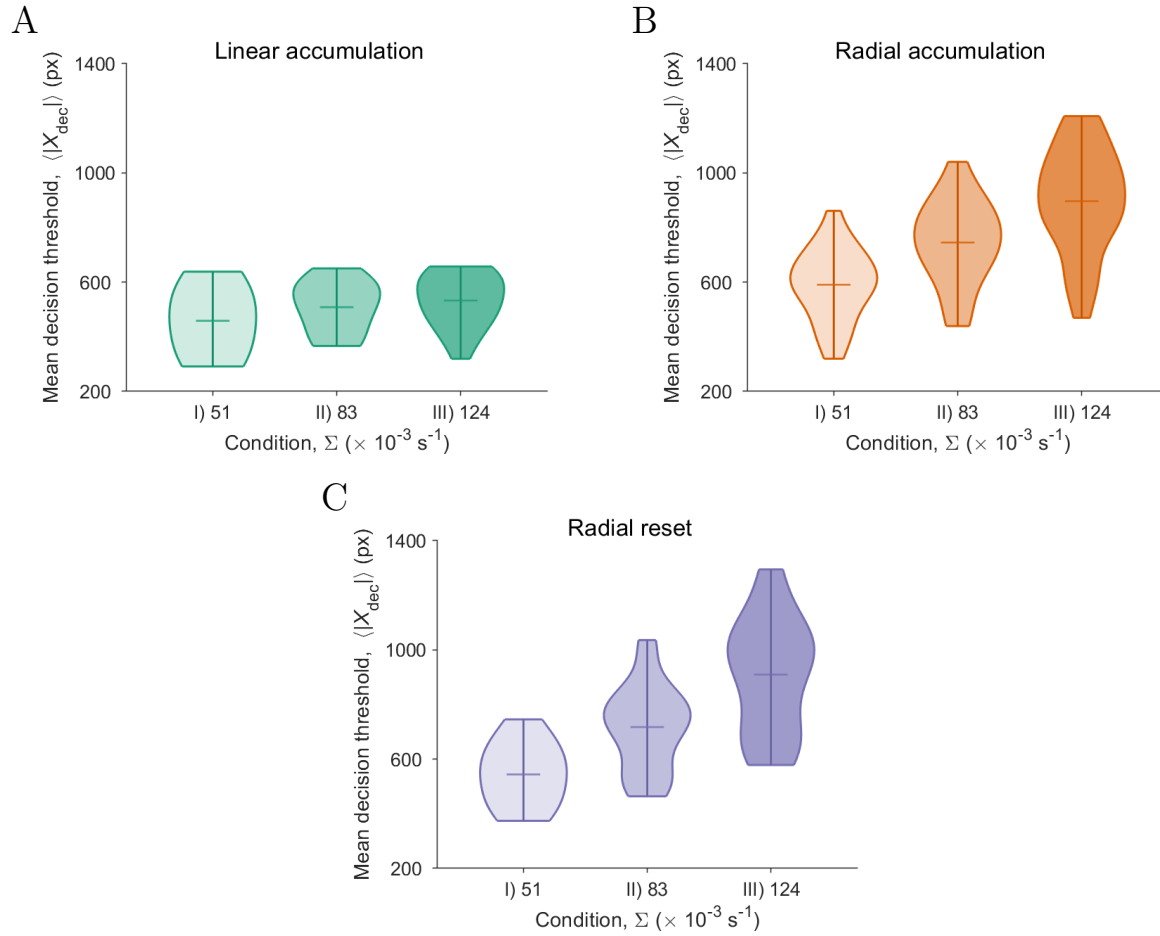 A
Linear accumulation
Mean decision threshold, ⟨|X_dec|⟩ (px)
1400
1000
600
200
I) 51 II) 83 III) 124
Condition, Σ (× 10⁻³ s⁻¹)
B
Radial accumulation
Mean decision threshold, ⟨|X_dec|⟩ (px)
1400
1000
600
200
I) 51 II) 83 III) 124
Condition, Σ (× 10⁻³ s⁻¹)
C
Radial reset
Mean decision threshold, ⟨|X_dec|⟩ (px)
1400
1000
600
200
I) 51 II) 83 III) 124
Condition, Σ (× 10⁻³ s⁻¹)